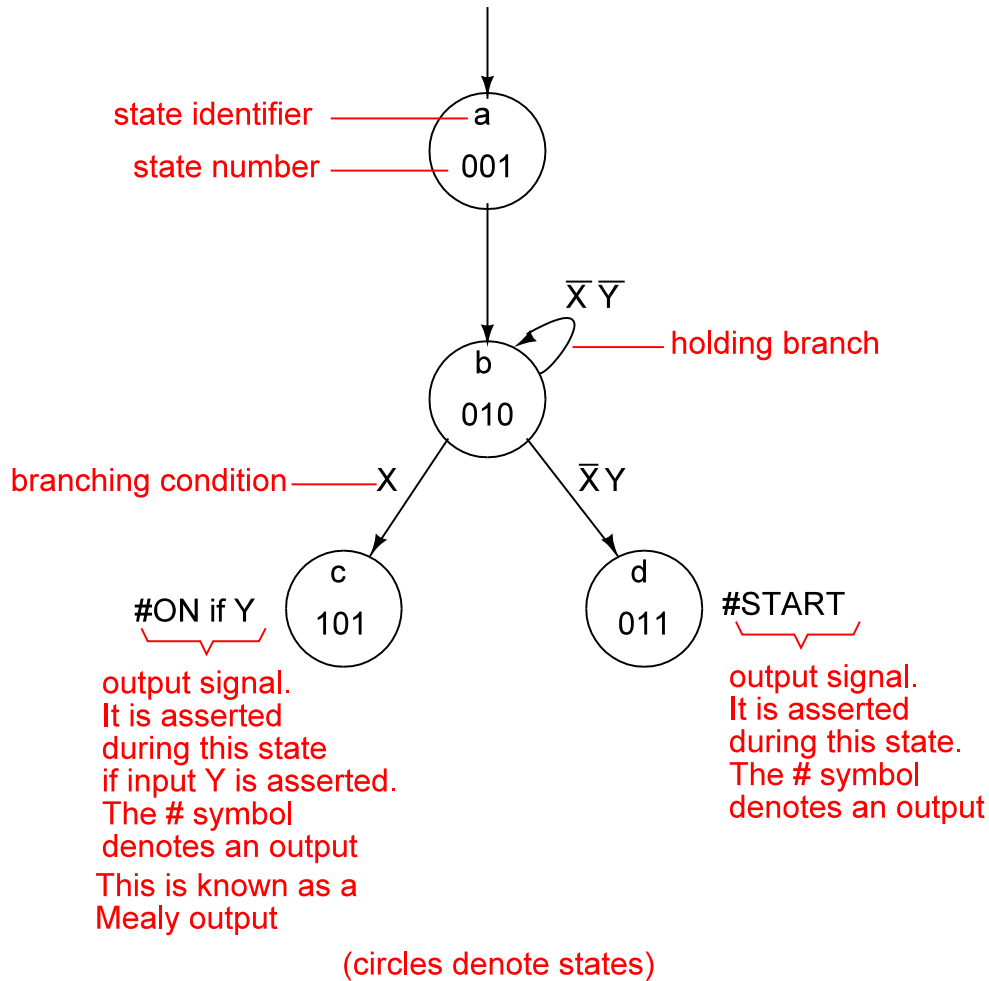 state identifier
a
state number
001
X̅ Y̅
holding branch
b
010
branching condition
X
X̅ Y
c
101
#ON if Y
d
011
#START
output signal.
It is asserted
during this state
if input Y is asserted.
The # symbol
denotes an output
This is known as a
Mealy output
output signal.
It is asserted
during this state.
The # symbol
denotes an output
(circles denote states)